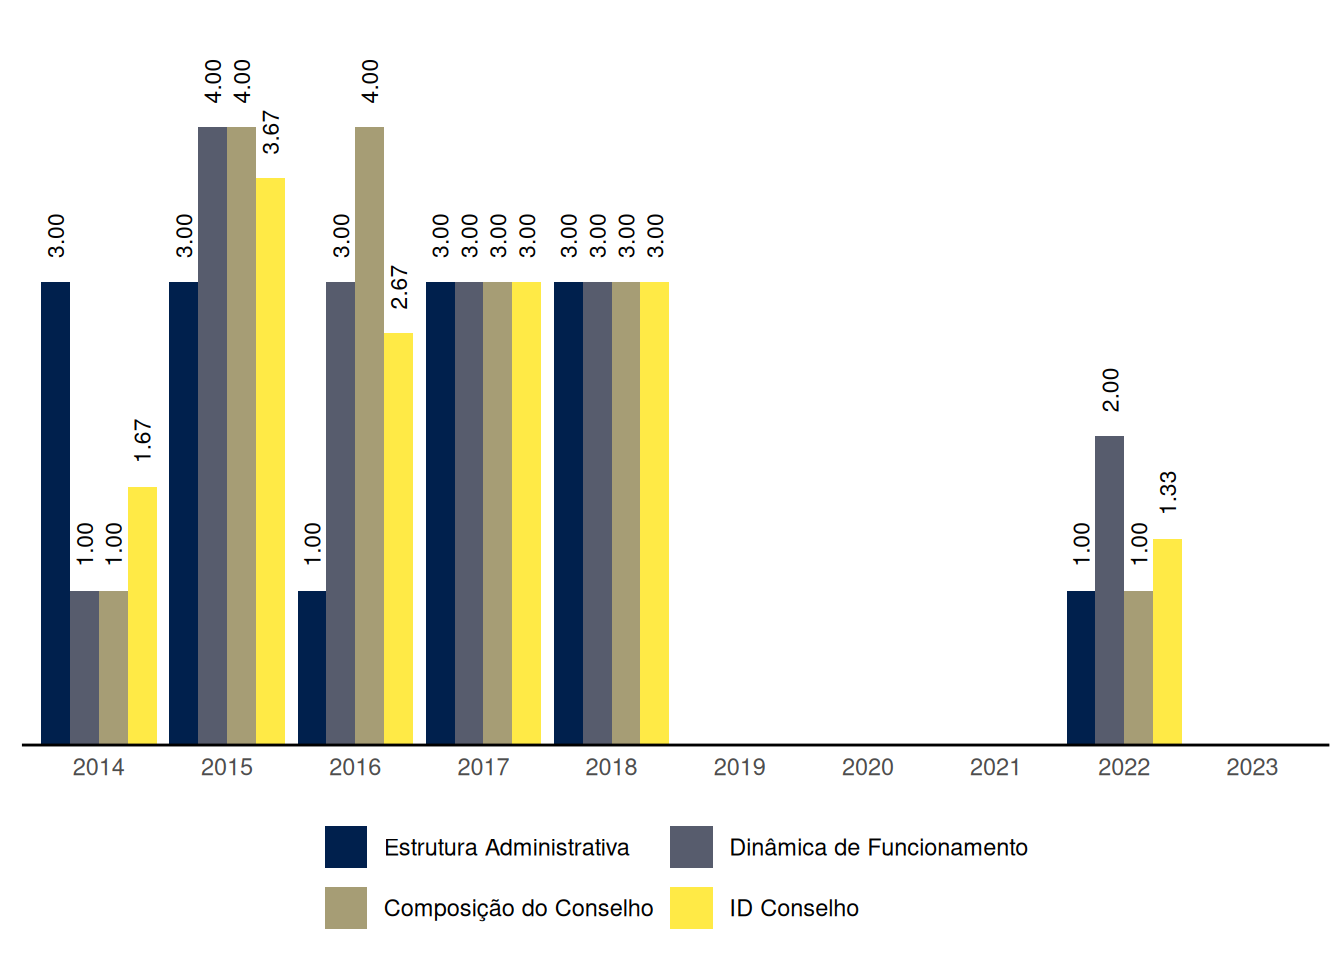 3.00 1.00 1.00 1.67 3.00 4.00 4.00 3.67 1.00 3.00 4.00 2.67 3.00 3.00 3.00 3.00 3.00 3.00 3.00 3.00 1.00 2.00 1.00 1.33
2014 2015 2016 2017 2018 2019 2020 2021 2022 2023
Estrutura Administrativa Dinâmica de Funcionamento
Composição do Conselho ID Conselho